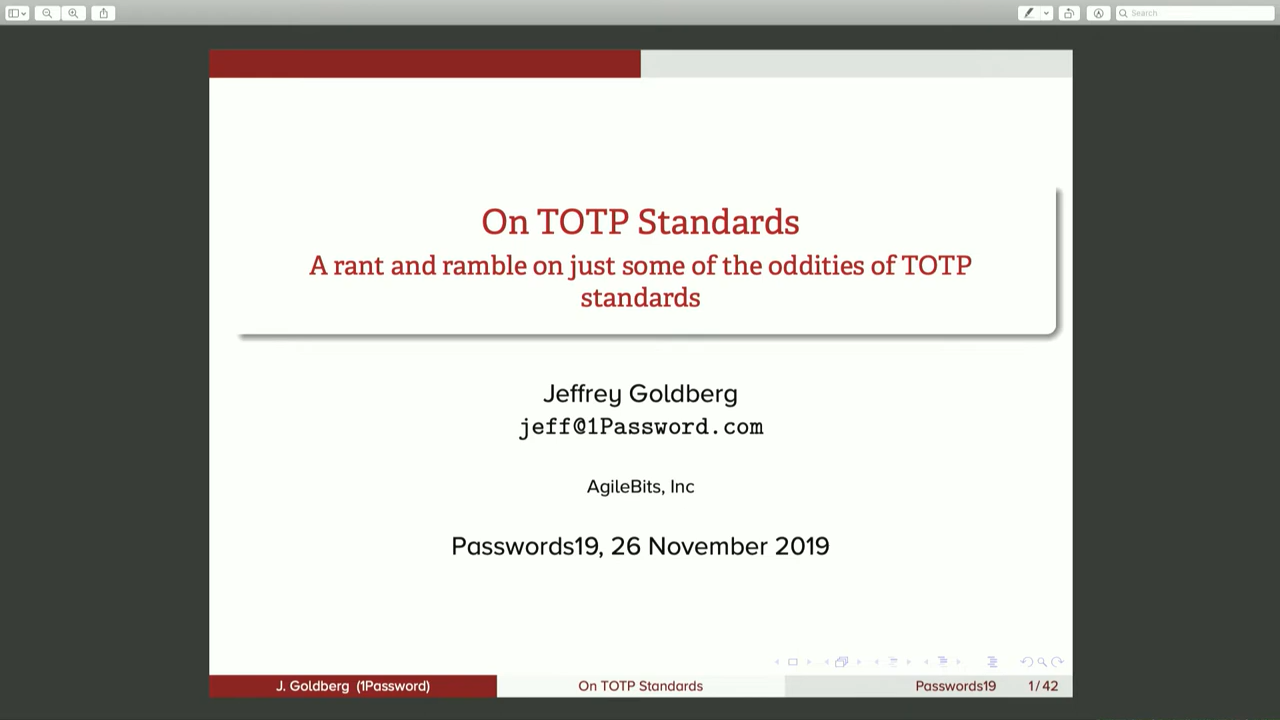 Search
On TOTP Standards
A rant and ramble on just some of the oddities of TOTP
standards
Jeffrey Goldberg
jeff@1Password.com
AgileBits, Inc
Passwords19, 26 November 2019
J. Goldberg (1Password) On TOTP Standards Passwords19 1 / 42